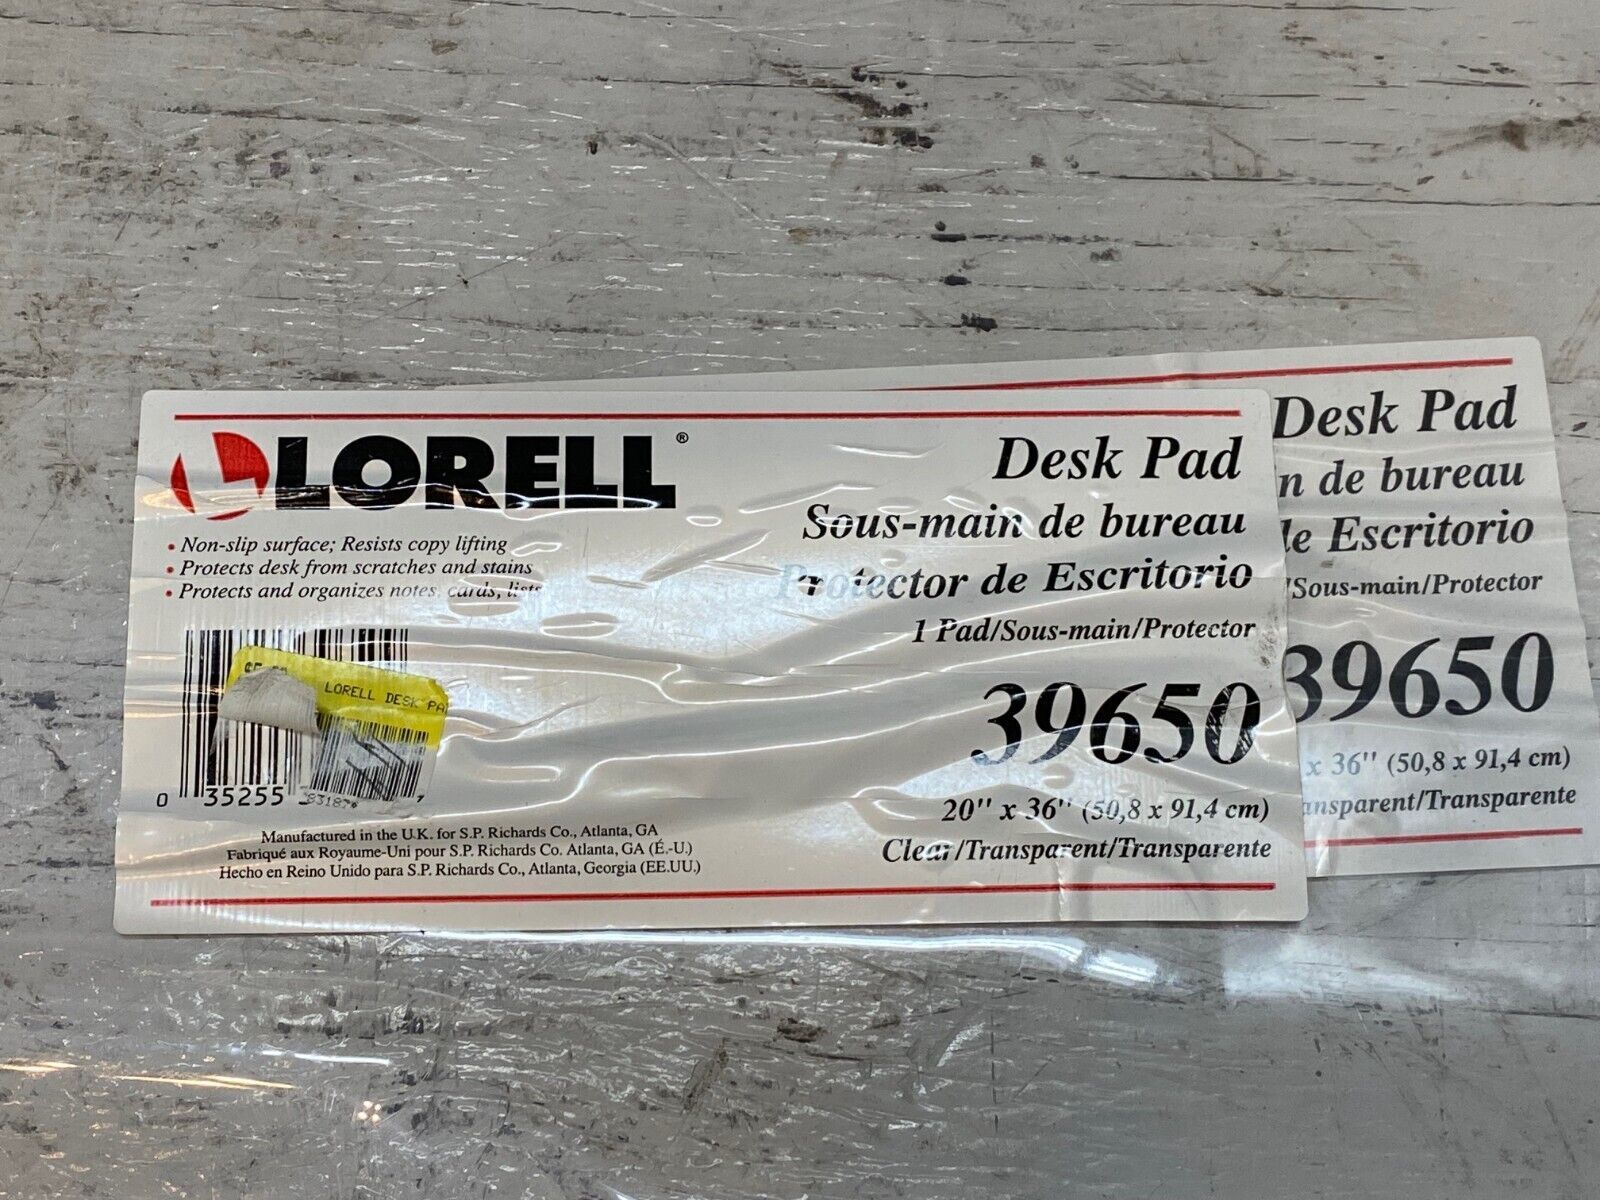 LORELL®
• Non-slip surface; Resists copy lifting
• Protects desk from scratches and stains
• Protects and organizes notes, cards, lists
LORELL DESK PA
0 35255 7
Manufactured in the U.K. for S.P. Richards Co., Atlanta, GA
Fabriqué aux Royaume-Uni pour S.P. Richards Co. Atlanta, GA (É.-U.)
Hecho en Reino Unido para S.P. Richards Co., Atlanta, Georgia (EE.UU.)
Desk Pad
Sous-main de bureau
Protector de Escritorio
1 Pad/Sous-main/Protector
39650
20" x 36" (50,8 x 91,4 cm)
Clear/Transparent/Transparente
Desk Pad
n de bureau
de Escritorio
/Sous-main/Protector
39650
x 36" (50,8 x 91,4 cm)
ansparent/Transparente